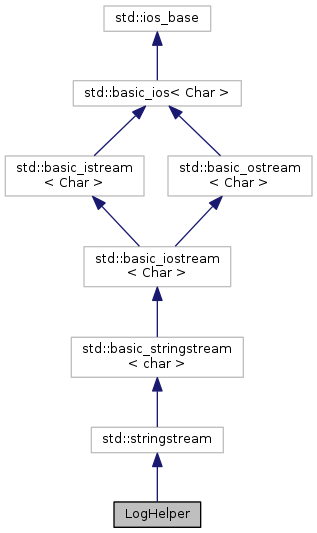 std::ios_base
std::basic_ios< Char >
std::basic_istream
< Char >
std::basic_ostream
< Char >
std::basic_iostream
< Char >
std::basic_stringstream
< char >
std::stringstream
LogHelper